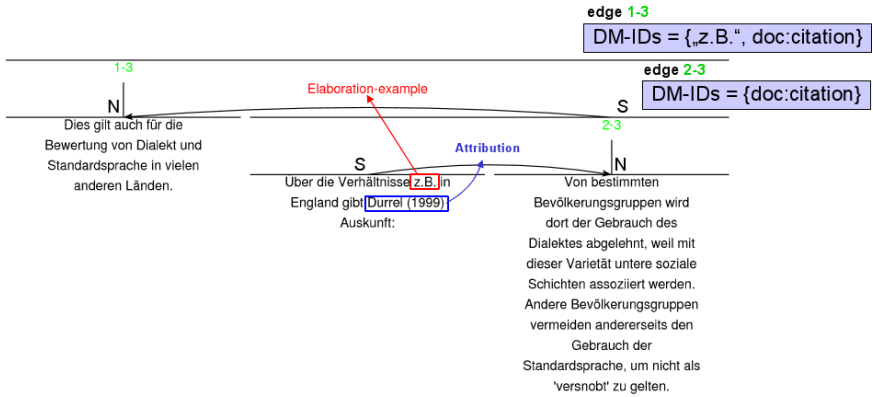 edge 1-3
DM-IDs = {„z.B.“, doc:citation}
edge 2-3
DM-IDs = {doc:citation}
1-3
Elaboration-example
N
S
Dies gilt auch für die
Bewertung von Dialekt und
Standardsprache in vielen
anderen Länden.
2-3
Attribution
S
N
Über die Verhältnisse z.B. in
England gibt Durrel (1999)
Auskunft:
Von bestimmten
Bevölkerungsgruppen wird
dort der Gebrauch des
Dialektes abgelehnt, weil mit
dieser Varietät untere soziale
Schichten assoziiert werden.
Andere Bevölkerungsgruppen
vermeiden andererseits den
Gebrauch der
Standardsprache, um nicht als
'versnobt' zu gelten.